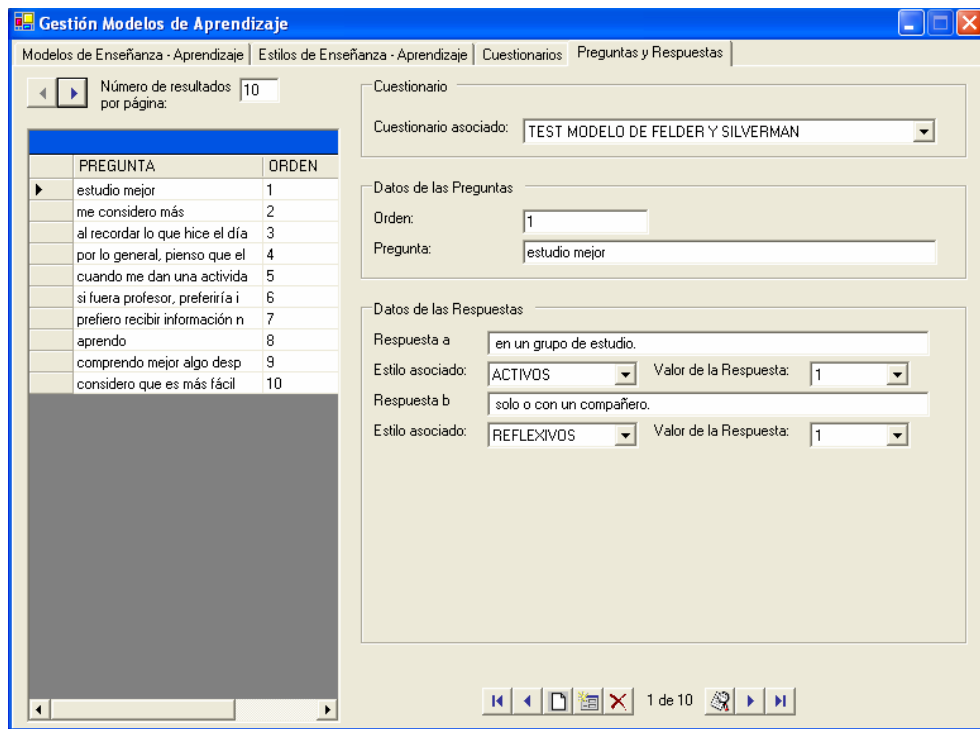 Gestión Modelos de Aprendizaje
Modelos de Enseñanza - Aprendizaje Estilos de Enseñanza - Aprendizaje Cuestionarios Preguntas y Respuestas
Número de resultados por página: 10
PREGUNTA ORDEN
estudio mejor 1
me considero más 2
al recordar lo que hice el día 3
por lo general, pienso que el 4
cuando me dan una activida 5
si fuera profesor, preferiría i 6
prefiero recibir información n 7
aprendo 8
comprendo mejor algo desp 9
considero que es más fácil 10
Cuestionario
Cuestionario asociado: TEST MODELO DE FELDER Y SILVERMAN
Datos de las Preguntas
Orden: 1
Pregunta: estudio mejor
Datos de las Respuestas
Respuesta a en un grupo de estudio.
Estilo asociado: ACTIVOS Valor de la Respuesta: 1
Respuesta b solo o con un compañero.
Estilo asociado: REFLEXIVOS Valor de la Respuesta: 1
1 de 10